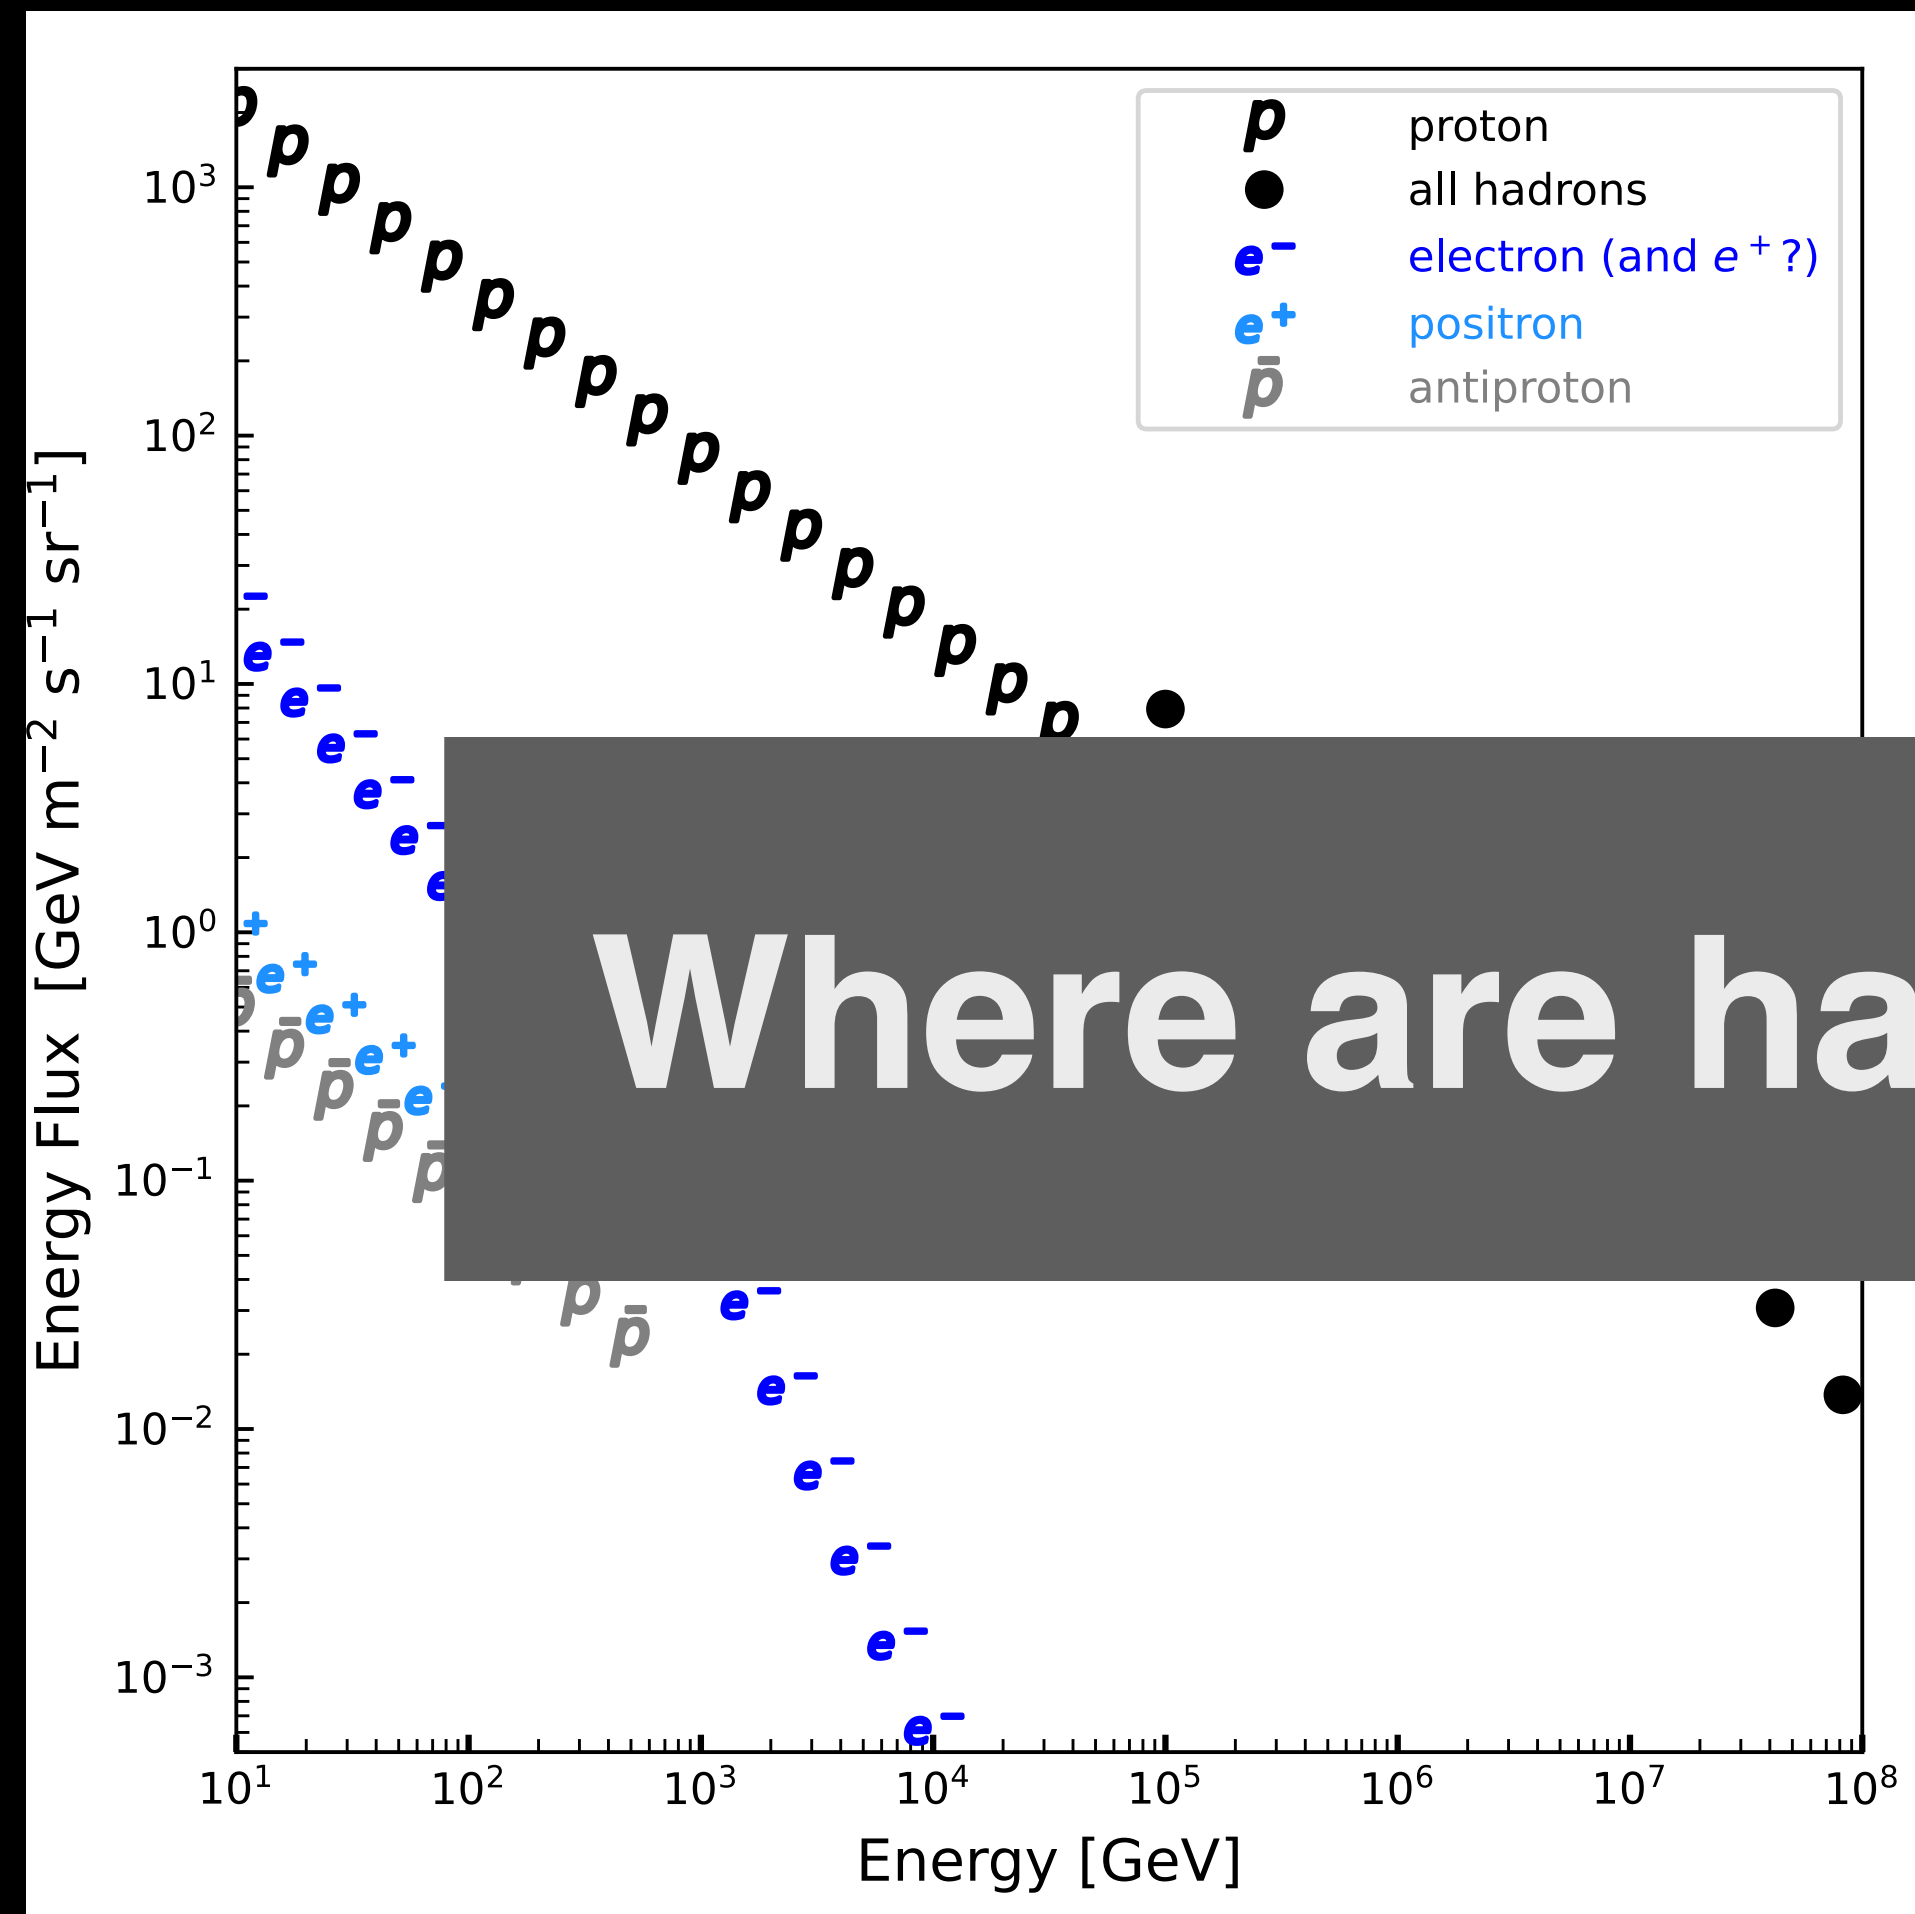 p proton
all hadrons
e⁻ electron (and e⁺?)
e⁺ positron
p̄ antiproton
10³
10²
10¹
10⁰
10⁻¹
10⁻²
10⁻³
Energy Flux [GeV m⁻² s⁻¹ sr⁻¹]
Where are
10¹ 10² 10³ 10⁴ 10⁵ 10⁶ 10⁷ 10⁸
Energy [GeV]